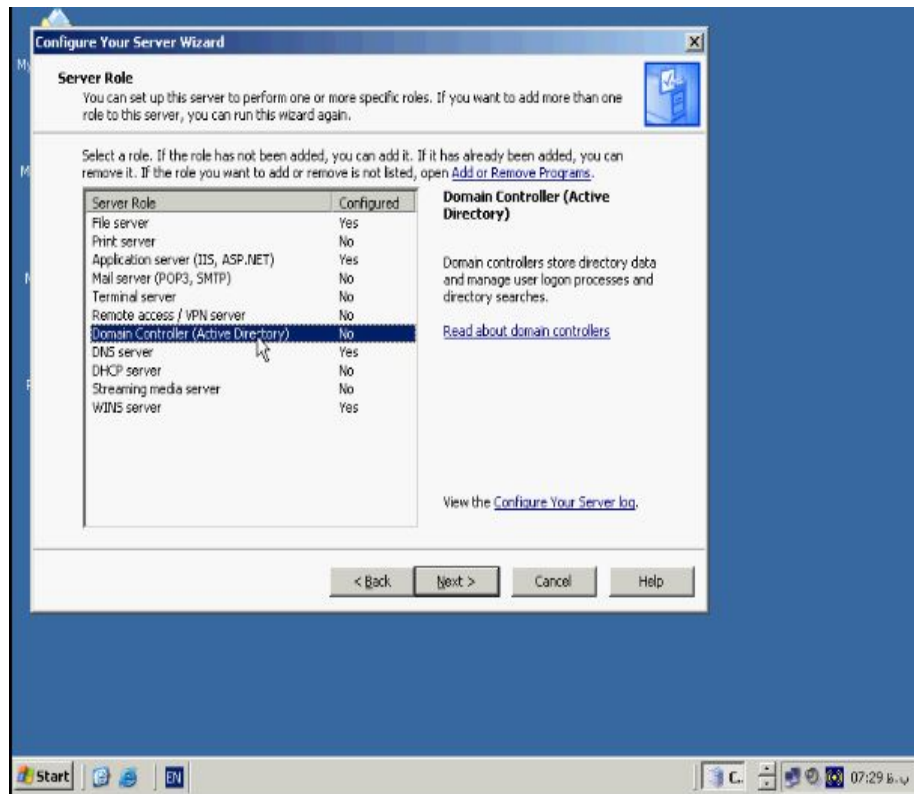 Configure Your Server Wizard
Server Role
You can set up this server to perform one or more specific roles. If you want to add more than one
role to this server, you can run this wizard again.
Select a role. If the role has not been added, you can add it. If it has already been added, you can
remove it. If the role you want to add or remove is not listed, open Add or Remove Programs.
Server Role Configured
File server Yes
Print server No
Application server (IIS, ASP.NET) Yes
Mail server (POP3, SMTP) No
Terminal server No
Remote access / VPN server No
Domain Controller (Active Directory) No
DNS server Yes
DHCP server No
Streaming media server No
WINS server Yes
Domain Controller (Active
Directory)
Domain controllers store directory data
and manage user logon processes and
directory searches.
Read about domain controllers
View the Configure Your Server log.
< Back Next > Cancel Help
Start EN C.. 07:29 ب.ظ